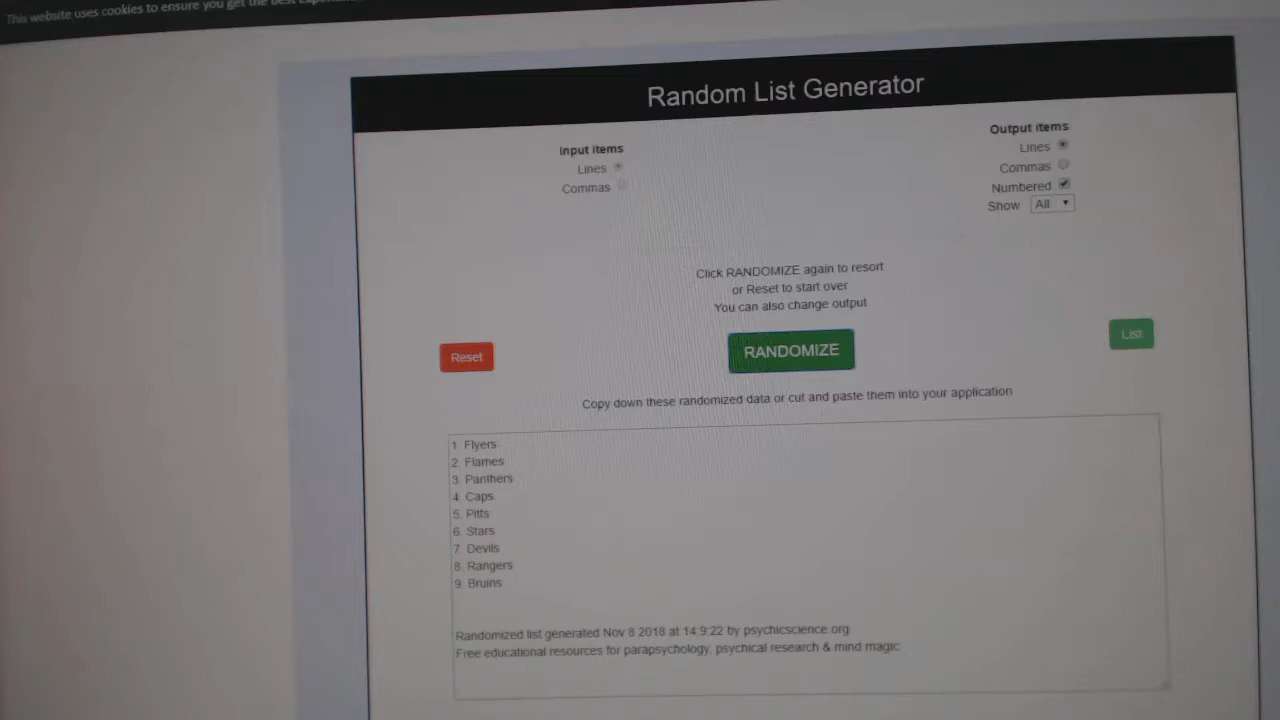 This website uses cookies to ensure you get the best
Random List Generator
Input items
Lines
Commas
Output items
Lines
Commas
Numbered
Show All
Click RANDOMIZE again to resort
or Reset to start over
You can also change output
Reset
RANDOMIZE
List
Copy down these randomized data or cut and paste them into your application
1. Flyers
2. Flames
3. Panthers
4. Caps
5. Pitts
6. Stars
7. Devils
8. Rangers
9. Bruins
Randomized list generated Nov 8 2018 at 14:9:22 by psychicscience.org
Free educational resources for parapsychology, psychical research & mind magic